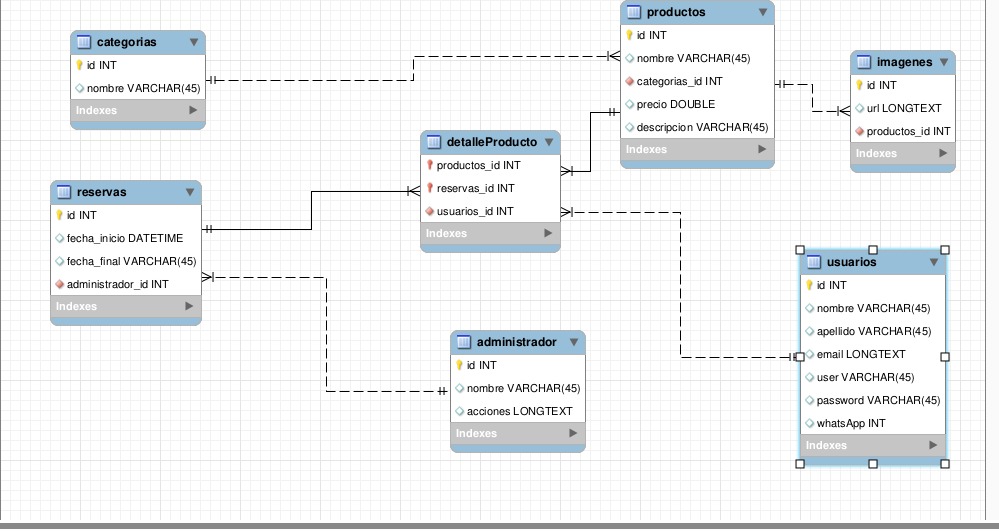 categorias
id INT
nombre VARCHAR(45)
Indexes
productos
id INT
nombre VARCHAR(45)
categorias_id INT
precio DOUBLE
descripcion VARCHAR(45)
Indexes
imagenes
id INT
url LONGTEXT
productos_id INT
Indexes
detalleProducto
productos_id INT
reservas_id INT
usuarios_id INT
Indexes
reservas
id INT
fecha_inicio DATETIME
fecha_final VARCHAR(45)
administrador_id INT
Indexes
usuarios
id INT
nombre VARCHAR(45)
apellido VARCHAR(45)
email LONGTEXT
user VARCHAR(45)
password VARCHAR(45)
whatsApp INT
Indexes
administrador
id INT
nombre VARCHAR(45)
acciones LONGTEXT
Indexes